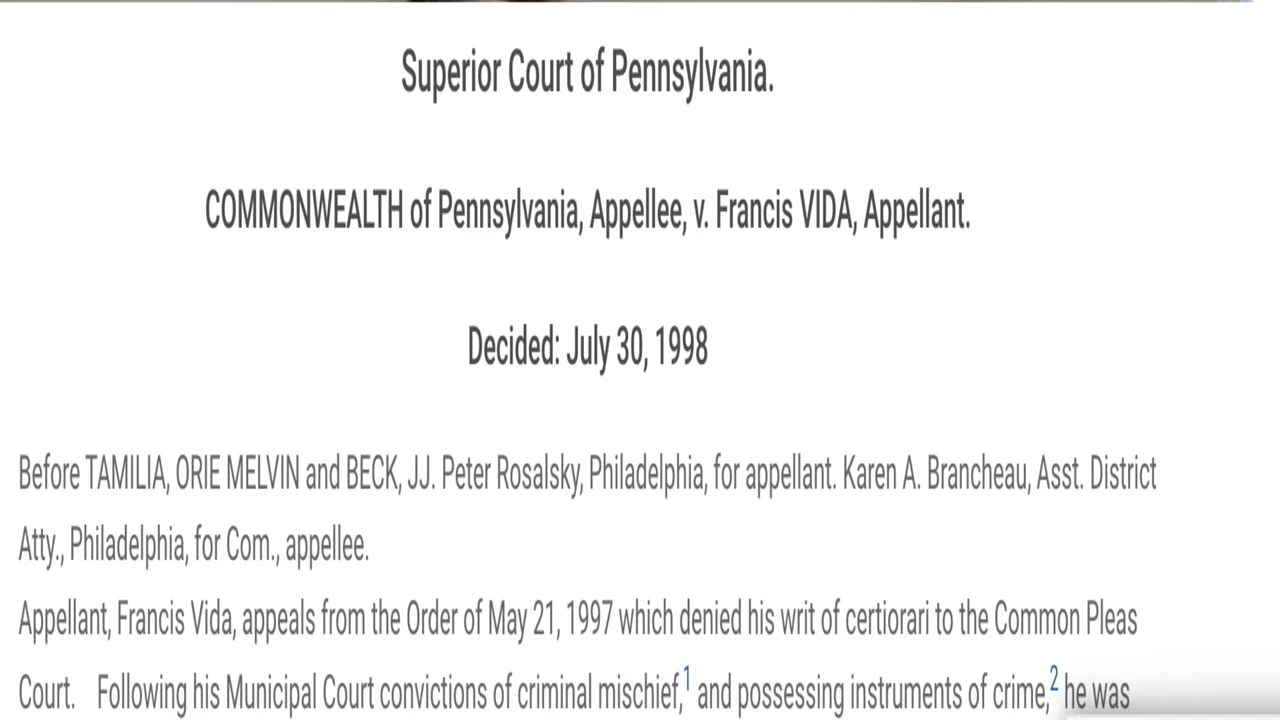 Superior Court of Pennsylvania.
COMMONWEALTH of Pennsylvania, Appellee, v. Francis VIDA, Appellant.
Decided: July 30, 1998
Before TAMILIA, ORIE MELVIN and BECK, JJ. Peter Rosalsky, Philadelphia, for appellant. Karen A. Brancheau, Asst. District
Atty., Philadelphia, for Com., appellee.
Appellant, Francis Vida, appeals from the Order of May 21, 1997 which denied his writ of certiorari to the Common Pleas
Court. Following his Municipal Court convictions of criminal mischief,1 and possessing instruments of crime,2 he was